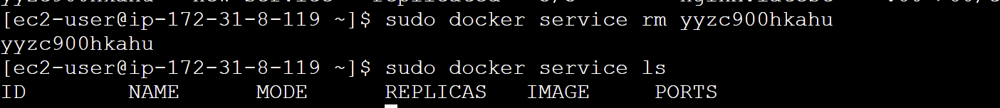 [ec2-user@ip-172-31-8-119 ~]$ sudo docker service rm yyzc900hkahu
yyzc900hkahu
[ec2-user@ip-172-31-8-119 ~]$ sudo docker service ls
ID NAME MODE REPLICAS IMAGE PORTS